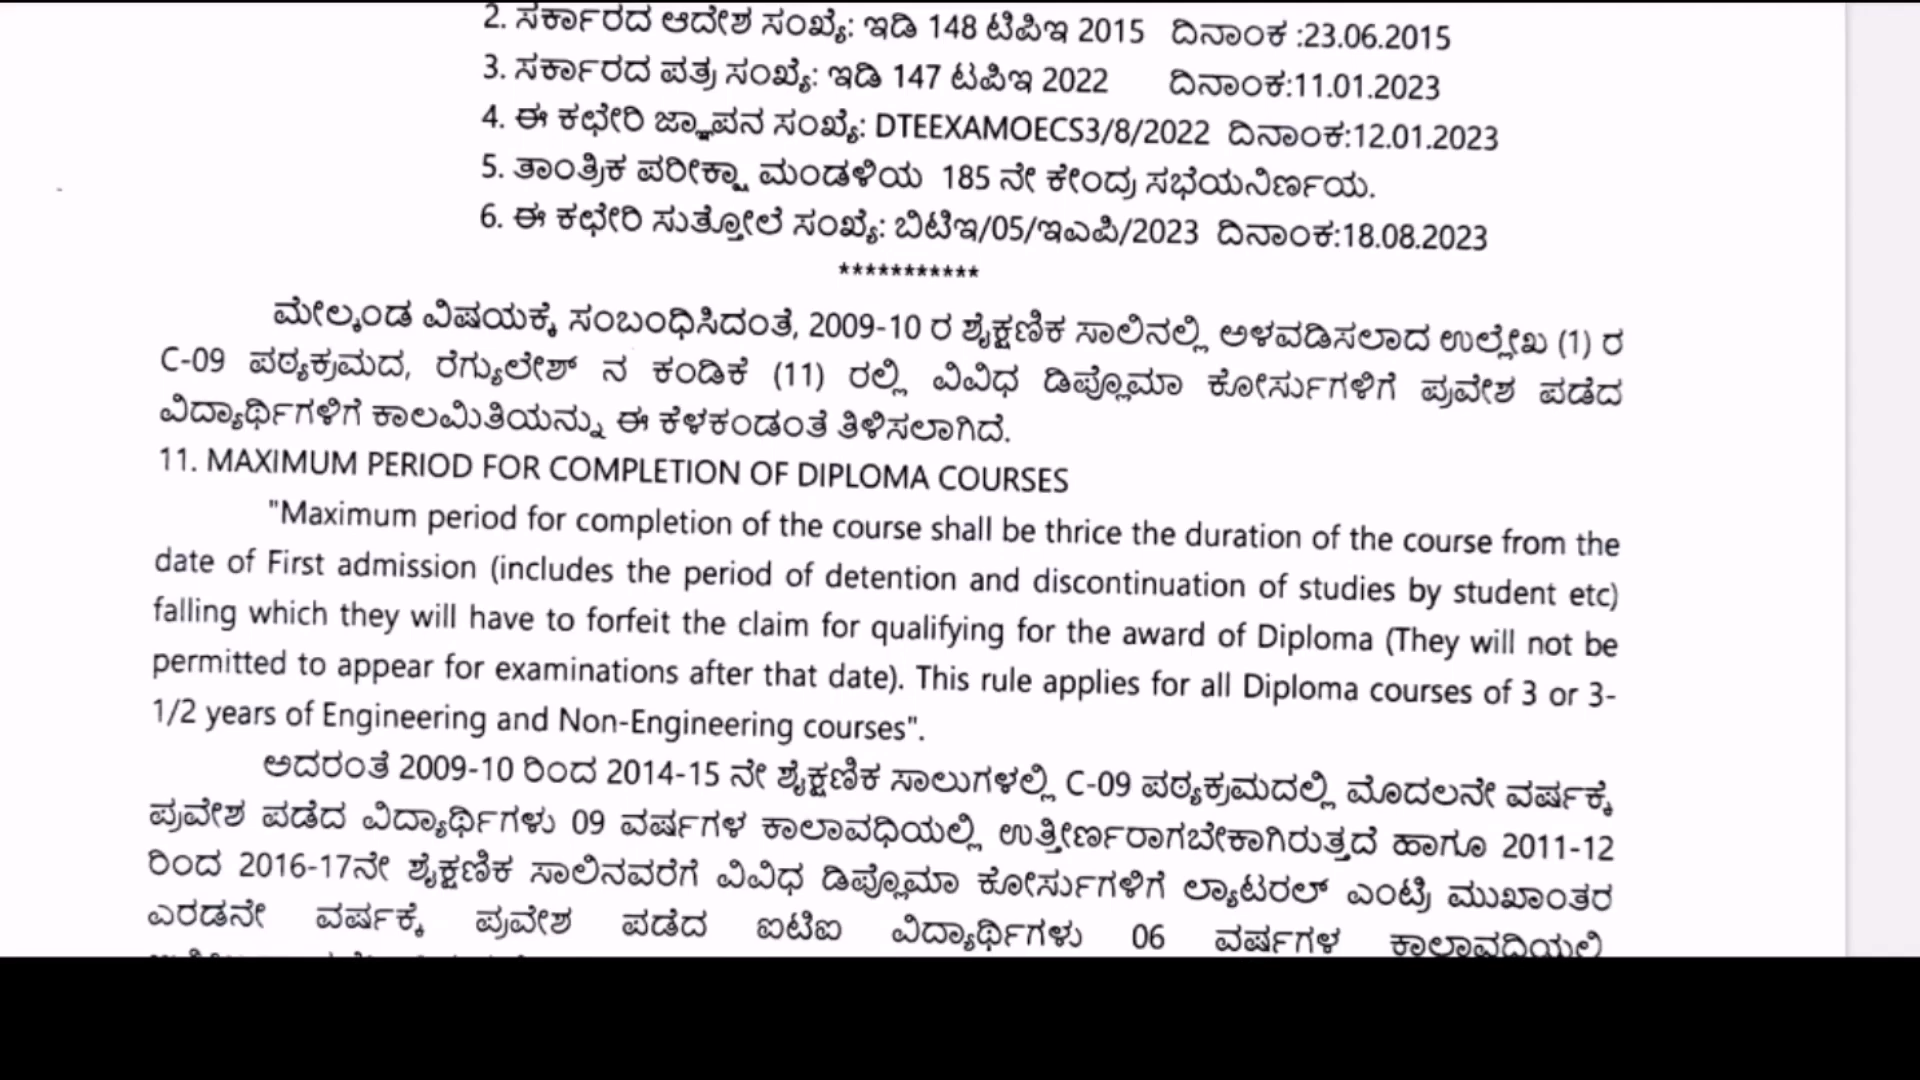 2. ಸರ್ಕಾರದ ಆದೇಶ ಸಂಖ್ಯೆ: ಇಡಿ 148 ಟಿಪಿಇ 2015 ದಿನಾಂಕ :23.06.2015
3. ಸರ್ಕಾರದ ಪತ್ರ ಸಂಖ್ಯೆ: ಇಡಿ 147 ಟಿಪಿಇ 2022 ದಿನಾಂಕ:11.01.2023
4. ಈ ಕಛೇರಿ ಜ್ಞಾಪನ ಸಂಖ್ಯೆ: DTEEXAMOECS3/8/2022 ದಿನಾಂಕ:12.01.2023
5. ತಾಂತ್ರಿಕ ಪರೀಕ್ಷಾ ಮಂಡಳಿಯ 185 ನೇ ಕೇಂದ್ರ ಸಭೆಯನಿರ್ಣಯ.
6. ಈ ಕಛೇರಿ ಸುತ್ತೋಲೆ ಸಂಖ್ಯೆ: ಬಿಟಿಇ/05/ಇಎಪಿ/2023 ದಿನಾಂಕ:18.08.2023
***********
ಮೇಲ್ಕಂಡ ವಿಷಯಕ್ಕೆ ಸಂಬಂಧಿಸಿದಂತೆ, 2009-10 ರ ಶೈಕ್ಷಣಿಕ ಸಾಲಿನಲ್ಲಿ ಅಳವಡಿಸಲಾದ ಉಲ್ಲೇಖ (1) ರ
C-09 ಪಠ್ಯಕ್ರಮದ, ರೆಗ್ಯುಲೇಶ್ ನ ಕಂಡಿಕೆ (11) ರಲ್ಲಿ ವಿವಿಧ ಡಿಪ್ಲೊಮಾ ಕೋರ್ಸುಗಳಿಗೆ ಪ್ರವೇಶ ಪಡೆದ
ವಿದ್ಯಾರ್ಥಿಗಳಿಗೆ ಕಾಲಮಿತಿಯನ್ನು ಈ ಕೆಳಕಂಡಂತೆ ತಿಳಿಸಲಾಗಿದೆ.
11. MAXIMUM PERIOD FOR COMPLETION OF DIPLOMA COURSES
"Maximum period for completion of the course shall be thrice the duration of the course from the
date of First admission (includes the period of detention and discontinuation of studies by student etc)
falling which they will have to forfeit the claim for qualifying for the award of Diploma (They will not be
permitted to appear for examinations after that date). This rule applies for all Diploma courses of 3 or 3-
1/2 years of Engineering and Non-Engineering courses".
ಅದರಂತೆ 2009-10 ರಿಂದ 2014-15 ನೇ ಶೈಕ್ಷಣಿಕ ಸಾಲುಗಳಲ್ಲಿ C-09 ಪಠ್ಯಕ್ರಮದಲ್ಲಿ ಮೊದಲನೇ ವರ್ಷಕ್ಕೆ
ಪ್ರವೇಶ ಪಡೆದ ವಿದ್ಯಾರ್ಥಿಗಳು 09 ವರ್ಷಗಳ ಕಾಲಾವಧಿಯಲ್ಲಿ ಉತ್ತೀರ್ಣರಾಗಬೇಕಾಗಿರುತ್ತದೆ ಹಾಗೂ 2011-12
ರಿಂದ 2016-17ನೇ ಶೈಕ್ಷಣಿಕ ಸಾಲಿನವರೆಗೆ ವಿವಿಧ ಡಿಪ್ಲೊಮಾ ಕೋರ್ಸುಗಳಿಗೆ ಲ್ಯಾಟರಲ್ ಎಂಟ್ರಿ ಮುಖಾಂತರ
ಎರಡನೇ ವರ್ಷಕ್ಕೆ ಪ್ರವೇಶ ಪಡೆದ ಐಟಿಐ ವಿದ್ಯಾರ್ಥಿಗಳು 06 ವರ್ಷಗಳ ಕಾಲಾವದಿಯಲ್ಲಿ